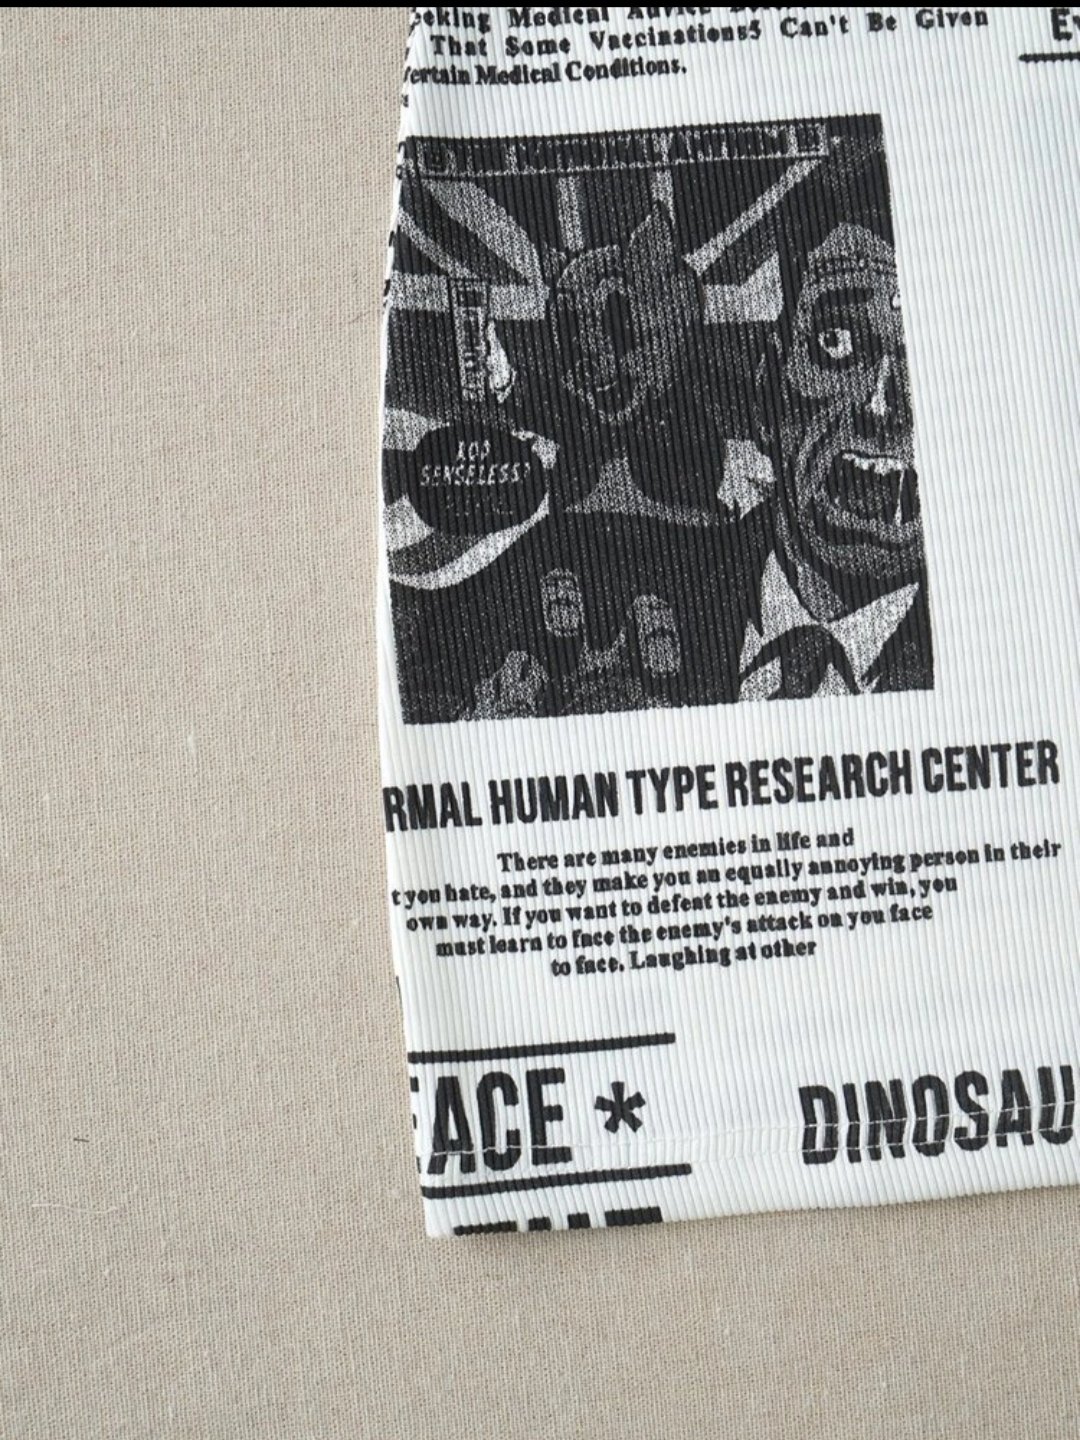 eeking Medical Advice
Ev
That Some Vaccinations5 Can't Be Given
ertain Medical Conditions.
SENSELESS?
RMAL HUMAN TYPE RESEARCH CENTER
There are many enemies in life and
t you hate, and they make you an equally annoying person in their
own way. If you want to defeat the enemy and win, you
must learn to face the enemy's attack on you face
to face. Laughing at other
ACE *
DINOSAU